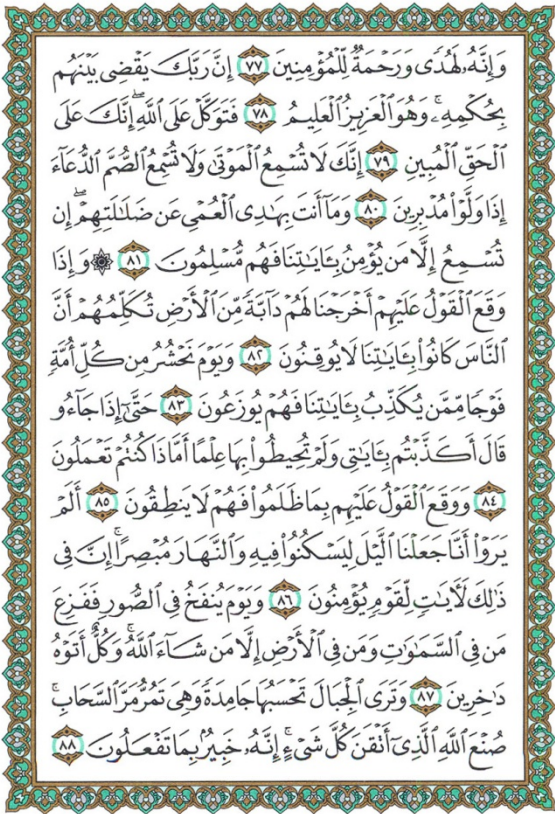 وَإِنَّهُۥ لَهُدًى وَرَحْمَةٌ لِّلْمُؤْمِنِينَ ٧٧ إِنَّ رَبَّكَ يَقْضِى بَيْنَهُم
بِحُكْمِهِۦ ۚ وَهُوَ ٱلْعَزِيزُ ٱلْعَلِيمُ ٧٨ فَتَوَكَّلْ عَلَى ٱللَّهِ ۖ إِنَّكَ عَلَى
ٱلْحَقِّ ٱلْمُبِينِ ٧٩ إِنَّكَ لَا تُسْمِعُ ٱلْمَوْتَىٰ وَلَا تُسْمِعُ ٱلصُّمَّ ٱلدُّعَآءَ
إِذَا وَلَّوْا۟ مُدْبِرِينَ ٨٠ وَمَآ أَنتَ بِهَٰدِى ٱلْعُمْىِ عَن ضَلَٰلَتِهِمْ ۖ إِن
تُسْمِعُ إِلَّا مَن يُؤْمِنُ بِـَٔايَٰتِنَا فَهُم مُّسْلِمُونَ ٨١ ۞ وَإِذَا
وَقَعَ ٱلْقَوْلُ عَلَيْهِمْ أَخْرَجْنَا لَهُمْ دَآبَّةً مِّنَ ٱلْأَرْضِ تُكَلِّمُهُمْ أَنَّ
ٱلنَّاسَ كَانُوا۟ بِـَٔايَٰتِنَا لَا يُوقِنُونَ ٨٢ وَيَوْمَ نَحْشُرُ مِن كُلِّ أُمَّةٍ
فَوْجًا مِّمَّن يُكَذِّبُ بِـَٔايَٰتِنَا فَهُمْ يُوزَعُونَ ٨٣ حَتَّىٰٓ إِذَا جَآءُو
قَالَ أَكَذَّبْتُم بِـَٔايَٰتِى وَلَمْ تُحِيطُوا۟ بِهَا عِلْمًا أَمَّاذَا كُنتُمْ تَعْمَلُونَ
٨٤ وَوَقَعَ ٱلْقَوْلُ عَلَيْهِم بِمَا ظَلَمُوا۟ فَهُمْ لَا يَنطِقُونَ ٨٥ أَلَمْ
يَرَوْا۟ أَنَّا جَعَلْنَا ٱلَّيْلَ لِيَسْكُنُوا۟ فِيهِ وَٱلنَّهَارَ مُبْصِرًا ۚ إِنَّ فِى
ذَٰلِكَ لَـَٔايَٰتٍ لِّقَوْمٍ يُؤْمِنُونَ ٨٦ وَيَوْمَ يُنفَخُ فِى ٱلصُّورِ فَفَزِعَ
مَن فِى ٱلسَّمَٰوَٰتِ وَمَن فِى ٱلْأَرْضِ إِلَّا مَن شَآءَ ٱللَّهُ ۚ وَكُلٌّ أَتَوْهُ
دَٰخِرِينَ ٨٧ وَتَرَى ٱلْجِبَالَ تَحْسَبُهَا جَامِدَةً وَهِىَ تَمُرُّ مَرَّ ٱلسَّحَابِ ۚ
صُنْعَ ٱللَّهِ ٱلَّذِىٓ أَتْقَنَ كُلَّ شَىْءٍ ۚ إِنَّهُۥ خَبِيرٌۢ بِمَا تَفْعَلُونَ ٨٨